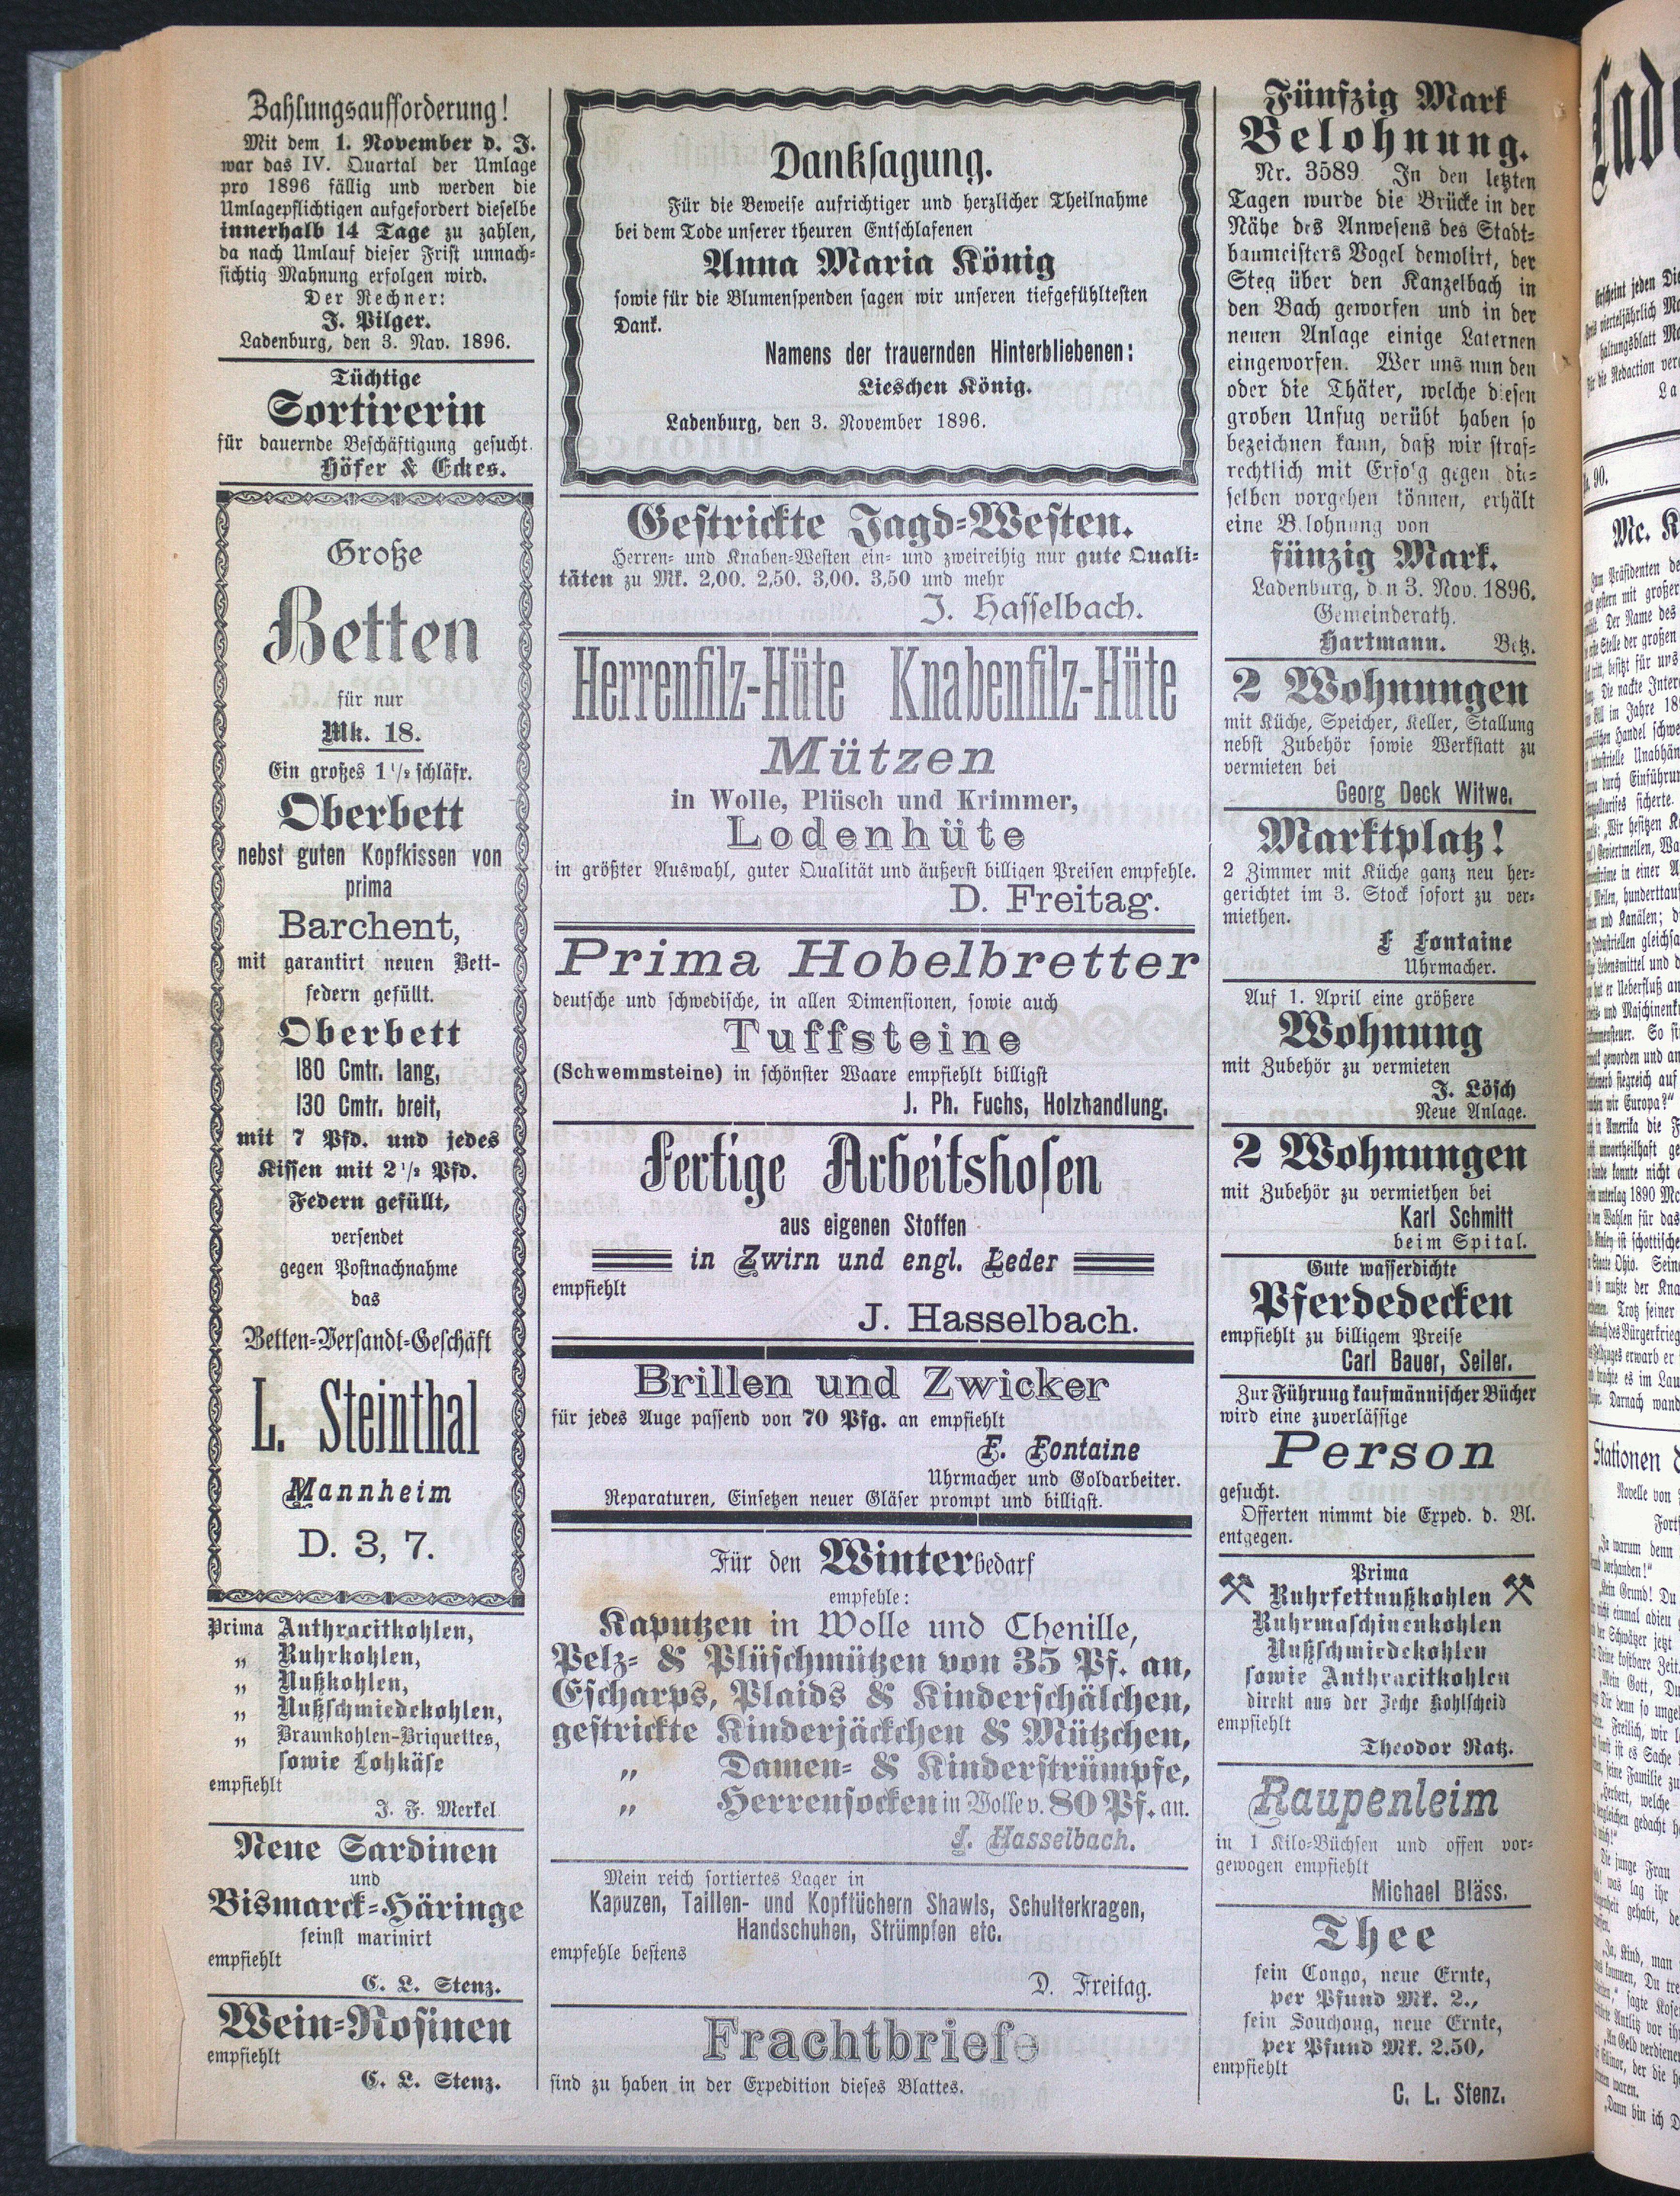 Zahlungsaufforderung!
Mit dem 1. November d. J.
war das IV. Quartal der Umlage
pro 1896 fällig und werden die
Umlagepflichtigen aufgefordert dieselbe
innerhalb 14 Tage zu zahlen,
da nach Umlauf dieser Frist unnach-
sichtig Mahnung erfolgen wird.
Der Rechner:
J. Pilger.
Ladenburg, den 3. Nav. 1896.
Tüchtige
Sortirerin
für dauernde Beschäftigung gesucht.
Höfer & Eckes.
Große
Betten
für nur
Mk. 18.
Ein großes 1 1/2 schläfr.
Oberbett
nebst guten Kopfkissen von
prima
Barchent,
mit garantirt neuen Bett-
federn gefüllt.
Oberbett
180 Cmtr. lang,
130 Cmtr. breit,
mit 7 Pfd. und jedes
Kissen mit 2 1/2 Pfd.
Federn gefüllt,
versendet
gegen Postnachnahme
das
Betten-Versandt-Geschäft
L. Steinthal
Mannheim
D. 3, 7.
Prima Anthracitkohlen,
„ Ruhrkohlen,
„ Nußkohlen,
„ Nußschmiedekohlen,
„ Braunkohlen-Briquettes,
sowie Lohkäse
empfiehlt
J. F. Merkel
Neue Sardinen
und
Bismarck-Häringe
feinst marinirt
empfiehlt
C. L. Stenz.
Wein-Rosinen
empfiehlt
C. L. Stenz.
Danksagung.
Für die Beweise aufrichtiger und herzlicher Theilnahme
bei dem Tode unserer theuren Entschlafenen
Anna Maria König
sowie für die Blumenspenden sagen wir unseren tiefgefühltesten
Dank.
Namens der trauernden Hinterbliebenen:
Lieschen König.
Ladenburg, den 3. November 1896.
Gestrickte Jagd-Westen.
Herren- und Knaben-Westen ein- und zweireihig nur gute Quali-
täten zu Mk. 2,00. 2,50. 3,00. 3,50 und mehr
J. Hasselbach.
Herrenfilz-Hüte Knabenfilz-Hüte
Mützen
in Wolle, Plüsch und Krimmer,
Lodenhüte
in größter Auswahl, guter Qualität und äußerst billigen Preisen empfehle.
D. Freitag.
Prima Hobelbretter
deutsche und schwedische, in allen Dimensionen, sowie auch
Tuffsteine
(Schwemmsteine) in schönster Waare empfiehlt billigst
J. Ph. Fuchs, Holzhandlung.
Fertige Arbeitshosen
aus eigenen Stoffen
in Zwirn und engl. Leder
empfiehlt
J. Hasselbach.
Brillen und Zwicker
für jedes Auge passend von 70 Pfg. an empfiehlt
F. Fontaine
Uhrmacher und Goldarbeiter.
Reparaturen, Einsetzen neuer Gläser prompt und billigst.
Für den Winterbedarf
empfehle:
Kaputzen in Wolle und Chenille,
Pelz- & Plüschmützen von 35 Pf. an,
Escharps, Plaids & Kinderschälchen,
gestrickte Kinderjäckchen & Mützchen,
„ Damen- & Kinderstrümpfe,
„ Herrensocken in Wolle v. 80 Pf. an.
J. Hasselbach.
Mein reich sortiertes Lager in
Kapuzen, Taillen- und Kopftüchern Shawls, Schulterkragen,
Handschuhen, Strümpfen etc.
empfehle bestens
D. Freitag.
Frachtbriefe
sind zu haben in der Expedition dieses Blattes.
Fünfzig Mark
Belohnung.
Nr. 3589 In den letzten
Tagen wurde die Brücke in der
Nähe des Anwesens des Stadt-
baumeisters Vogel demolirt, der
Steg über den Kanzelbach in
den Bach geworfen und in der
neuen Anlage einige Laternen
eingeworfen. Wer uns nun den
oder die Thäter, welche diesen
groben Unfug verübt haben so
bezeichnen kann, daß wir straf-
rechtlich mit Erfolg gegen die-
selben vorgehen können, erhält
eine B lohnung von
fünzig Mark.
Ladenburg, d n 3. Nov. 1896.
Gemeinderath.
Hartmann. Betz.
2 Wohnungen
mit Küche, Speicher, Keller, Stallung
nebst Zubehör sowie Werkstatt zu
vermieten bei
Georg Deck Witwe.
Marktplatz!
2 Zimmer mit Küche ganz neu her-
gerichtet im 3. Stock sofort zu ver-
miethen.
F Fontaine
Uhrmacher.
Auf 1. April eine größere
Wohnung
mit Zubehör zu vermieten
J. Lösch
Neue Anlage.
2 Wohnungen
mit Zubehör zu vermiethen bei
Karl Schmitt
beim Spital.
Gute wasserdichte
Pferdedecken
empfiehlt zu billigem Preise
Carl Bauer, Seiler.
Zur Führung kaufmännischer Bücher
wird eine zuverlässige
Person
gesucht.
Offerten nimmt die Exped. d. Bl.
entgegen.
Prima
Ruhrfettnußkohlen
Ruhrmaschinenkohlen
Nußschmiedekohlen
sowie Anthracitkohlen
direkt aus der Zeche Kohlscheid
empfiehlt
Theodor Ratz.
Raupenleim
in 1 Kilo-Büchsen und offen vor-
gewogen empfiehlt
Michael Bläss.
Thee
fein Congo, neue Ernte,
per Pfund Mk. 2.,
fein Souchong, neue Ernte,
per Pfund Mk. 2.50,
empfiehlt
C. L. Stenz.